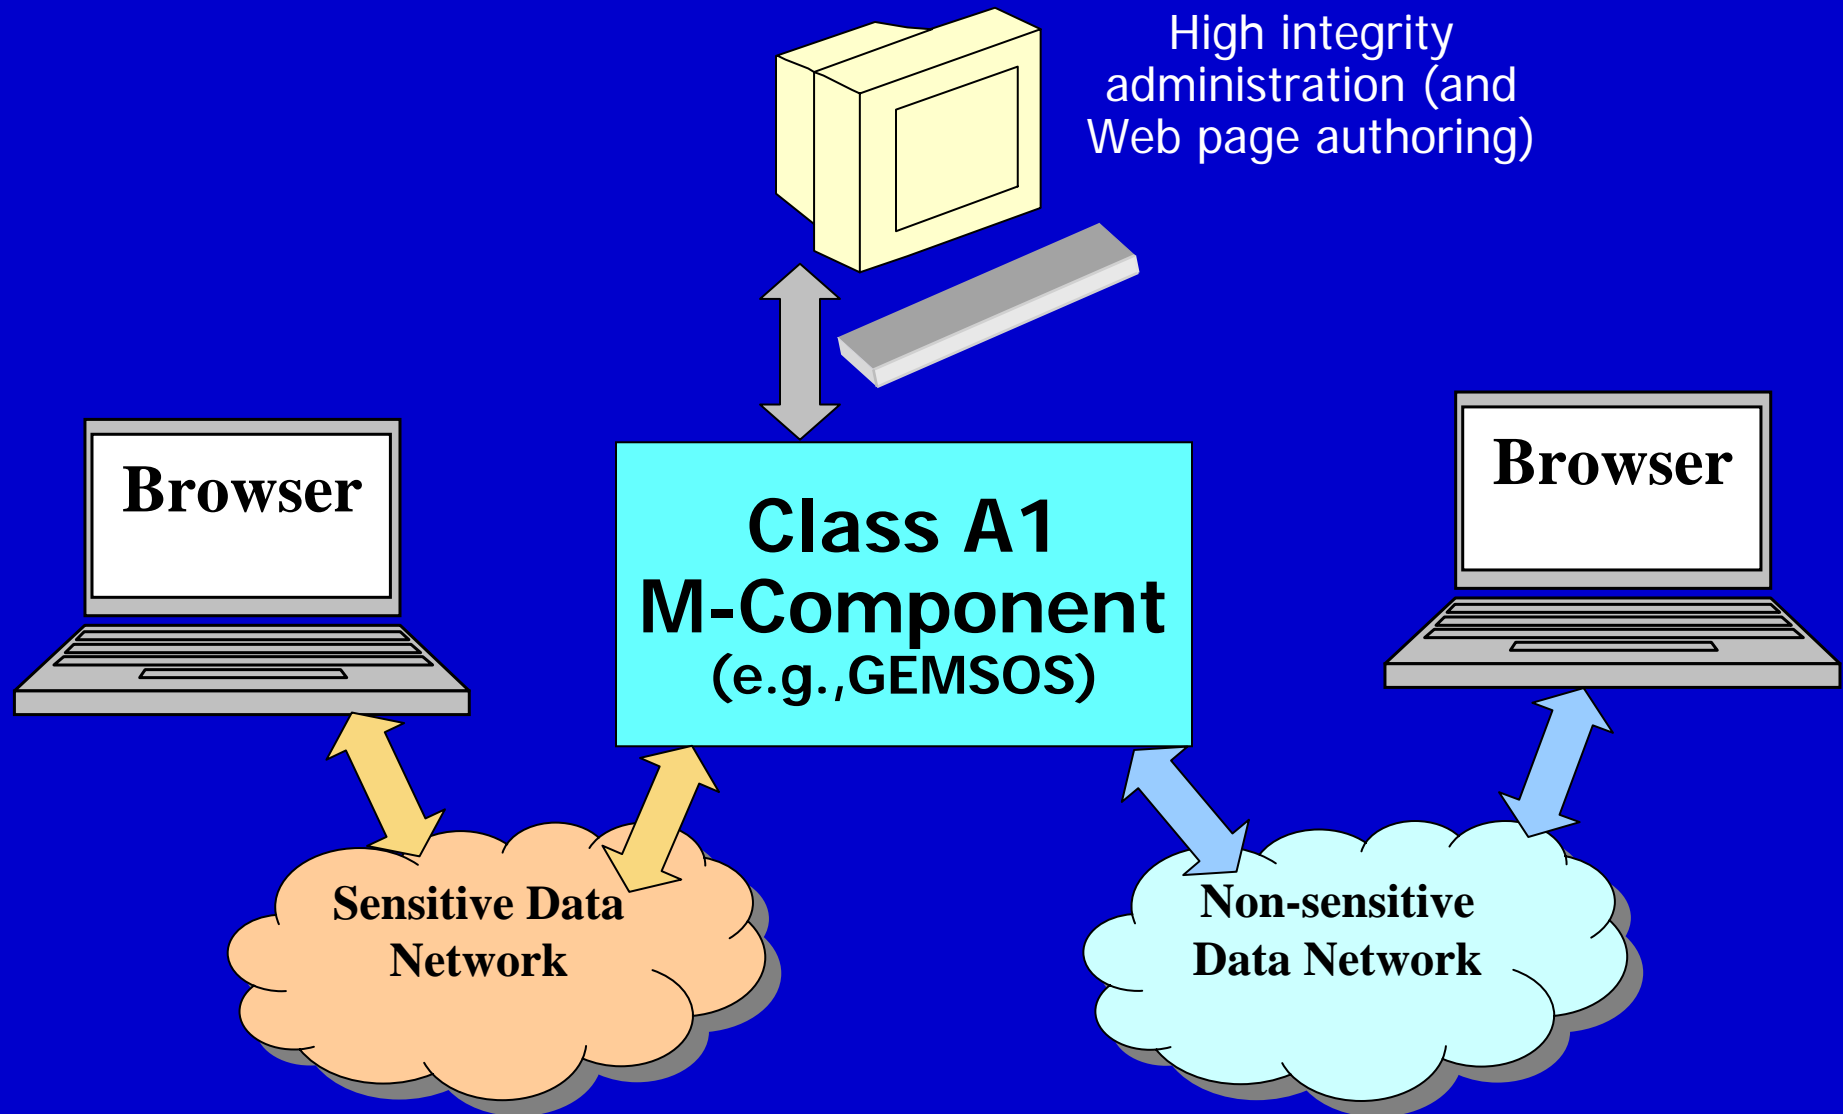 High integrity
administration (and
Web page authoring)
Browser
Browser
Class A1
M-Component
(e.g.,GEMSOS)
Sensitive Data
Network
Non-sensitive
Data Network